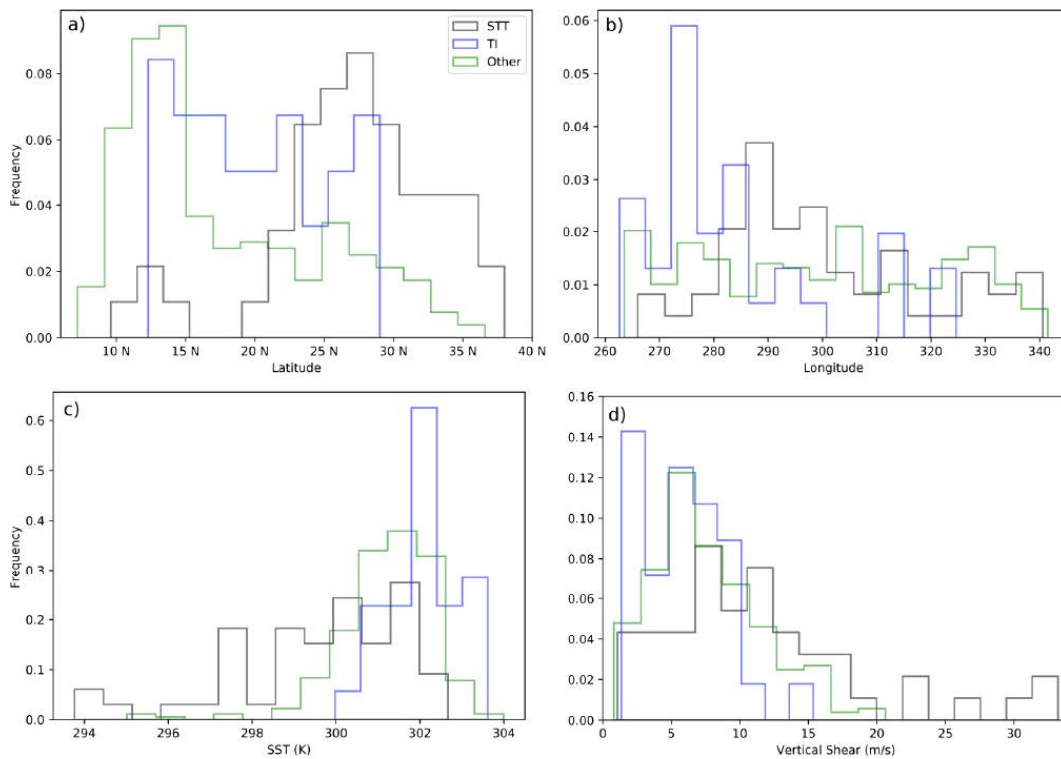 a)
STT
TI
Other
Frequency
0.08
0.06
0.04
0.02
0.00
10 N 15 N 20 N 25 N 30 N 35 N 40 N
Latitude
b)
0.06
0.05
0.04
0.03
0.02
0.01
0.00
260 270 280 290 300 310 320 330 340
Longitude
c)
Frequency
0.6
0.5
0.4
0.3
0.2
0.1
0.0
294 296 298 300 302 304
SST (K)
d)
0.16
0.14
0.12
0.10
0.08
0.06
0.04
0.02
0.00
0 5 10 15 20 25 30
Vertical Shear (m/s)